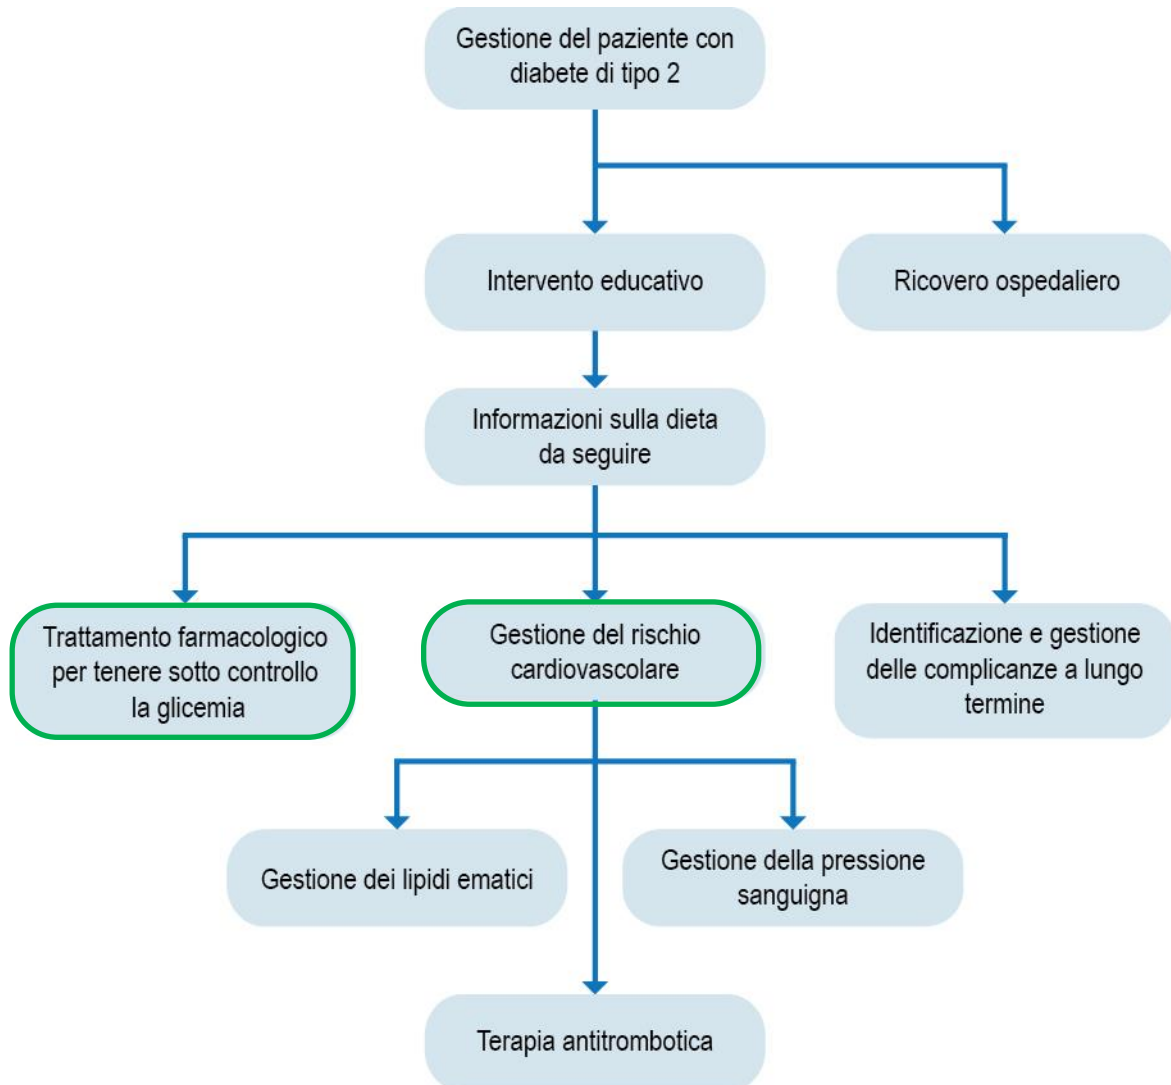 Gestione del paziente con
diabete di tipo 2
Intervento educativo
Ricovero ospedaliero
Informazioni sulla dieta
da seguire
Trattamento farmacologico
per tenere sotto controllo
la glicemia
Gestione del rischio
cardiovascolare
Identificazione e gestione
delle complicanze a lungo
termine
Gestione dei lipidi ematici
Gestione della pressione
sanguigna
Terapia antitrombotica